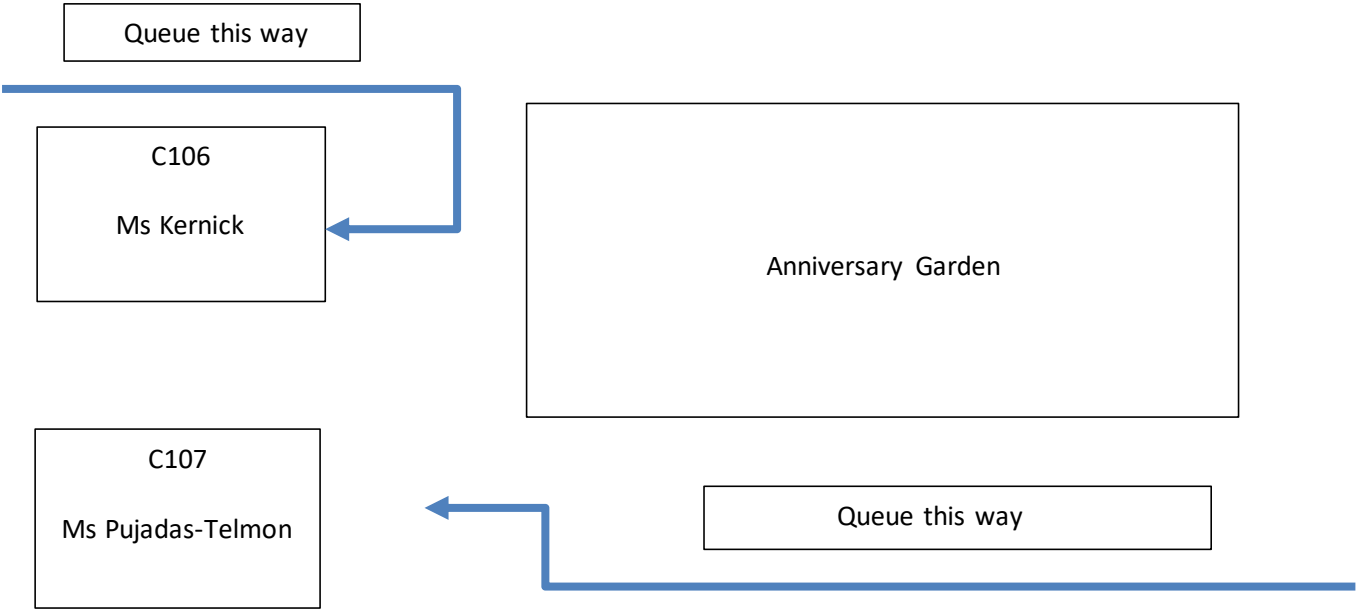 Queue this way
C106
Ms Kernick
Anniversary Garden
C107
Ms Pujadas-Telmon
Queue this way